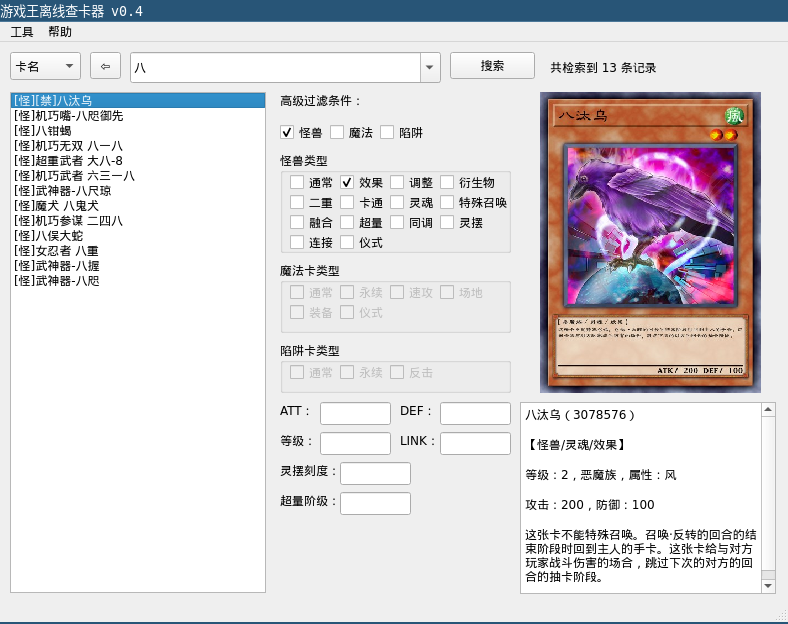 游戏王离线查卡器 v0.4
工具 帮助
卡名 ⇦ 八 搜索 共检索到 13 条记录
[怪][禁]八汰乌
[怪]机巧嘴-八咫御先
[怪]八钳蝎
[怪]机巧无双 八一八
[怪]超重武者 大八-8
[怪]机巧武者 六三一八
[怪]武神器-八尺琼
[怪]魔犬 八鬼犬
[怪]机巧参谋 二四八
[怪]八俣大蛇
[怪]女忍者 八重
[怪]武神器-八握
[怪]武神器-八咫
高级过滤条件：
怪兽 魔法 陷阱
怪兽类型
通常 效果 调整 衍生物
二重 卡通 灵魂 特殊召唤
融合 超量 同调 灵摆
连接 仪式
魔法卡类型
通常 永续 速攻 场地
装备 仪式
陷阱卡类型
通常 永续 反击
ATT： DEF：
等级： LINK：
灵摆刻度：
超量阶级：
八汰乌
風
ATK/ 200 DEF/ 100
八汰乌（3078576）
【怪兽/灵魂/效果】
等级：2，恶魔族，属性：风
攻击：200，防御：100
这张卡不能特殊召唤。召唤·反转的回合的结
束阶段时回到主人的手卡。这张卡给与对方
玩家战斗伤害的场合，跳过下次的对方的回
合的抽卡阶段。